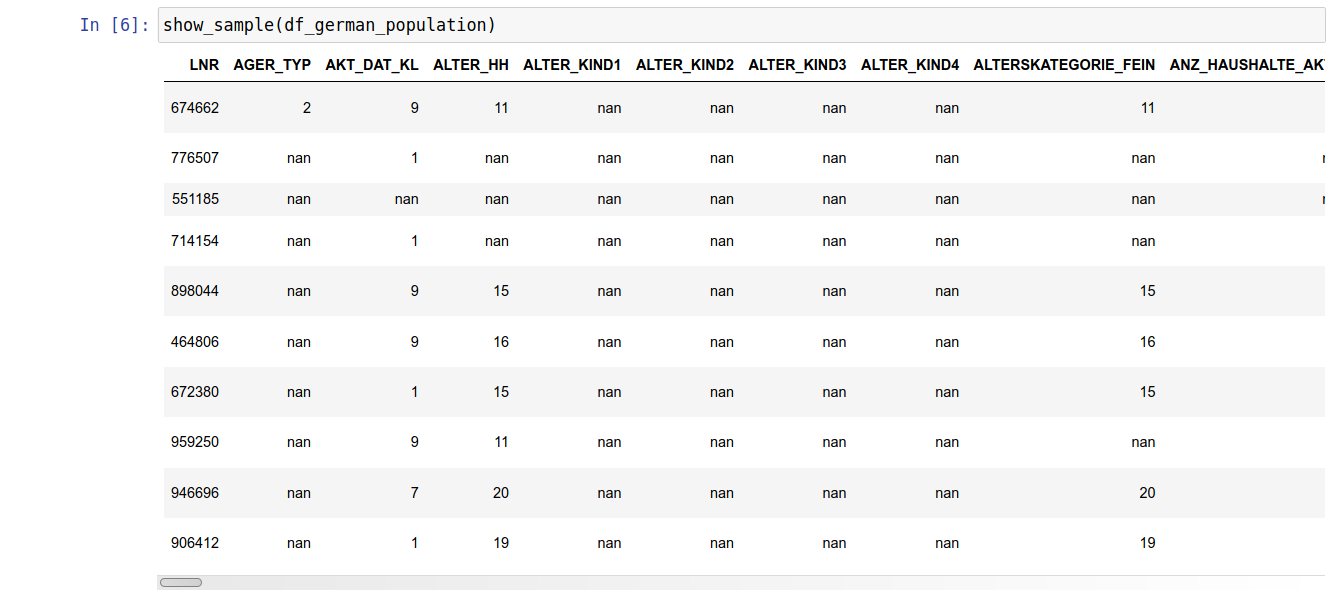 In [6]: show_sample(df_german_population)
LNR AGER_TYP AKT_DAT_KL ALTER_HH ALTER_KIND1 ALTER_KIND2 ALTER_KIND3 ALTER_KIND4 ALTERSKATEGORIE_FEIN ANZ_HAUSHALTE_AK
674662 2 9 11 nan nan nan nan 11
776507 nan 1 nan nan nan nan nan nan
551185 nan nan nan nan nan nan nan nan
714154 nan 1 nan nan nan nan nan nan
898044 nan 9 15 nan nan nan nan 15
464806 nan 9 16 nan nan nan nan 16
672380 nan 1 15 nan nan nan nan 15
959250 nan 9 11 nan nan nan nan nan
946696 nan 7 20 nan nan nan nan 20
906412 nan 1 19 nan nan nan nan 19